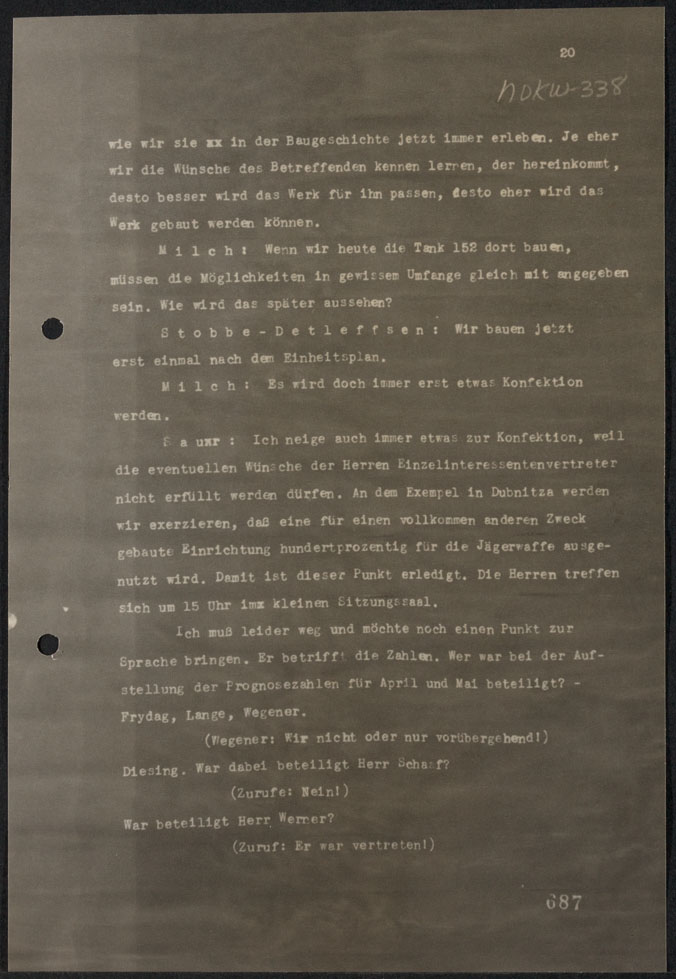 20
NOKW-338
wie wir sie xx in der Baugeschichte jetzt immer erleben. Je eher
wir die Wünsche des Betreffenden kennen lernen, der hereinkommt,
desto besser wird das Werk für ihn passen, desto eher wird das
Werk gebaut werden können.
M i l c h : Wenn wir heute die Tank 152 dort bauen,
müssen die Möglichkeiten in gewissem Umfange gleich mit angegeben
sein. Wie wird das später aussehen?
S t o b b e - D e t l e f f s e n : Wir bauen jetzt
erst einmal nach dem Einheitsplan.
M i l c h : Es wird doch immer erst etwas Konfektion
werden.
S a uxr : Ich neige auch immer etwas zur Konfektion, weil
die eventuellen Wünsche der Herren Einzelinteressentenvertreter
nicht erfüllt werden dürfen. An dem Exempel in Dubnitza werden
wir exerzieren, daß eine für einen vollkommen anderen Zweck
gebaute Einrichtung hundertprozentig für die Jägerwaffe ausge-
nutzt wird. Damit ist dieser Punkt erledigt. Die Herren treffen
sich um 15 Uhr imx kleinen Sitzungssaal.
Ich muß leider weg und möchte noch einen Punkt zur
Sprache bringen. Er betrifft die Zahlen. Wer war bei der Auf-
stellung der Prognosezahlen für April und Mai beteiligt? -
Frydag, Lange, Wegener.
(Wegener: Wir nicht oder nur vorübergehend!)
Diesing. War dabei beteiligt Herr Schaaf?
(Zurufe: Nein!)
War beteiligt Herr Werner?
(Zuruf: Er war vertreten!)
687